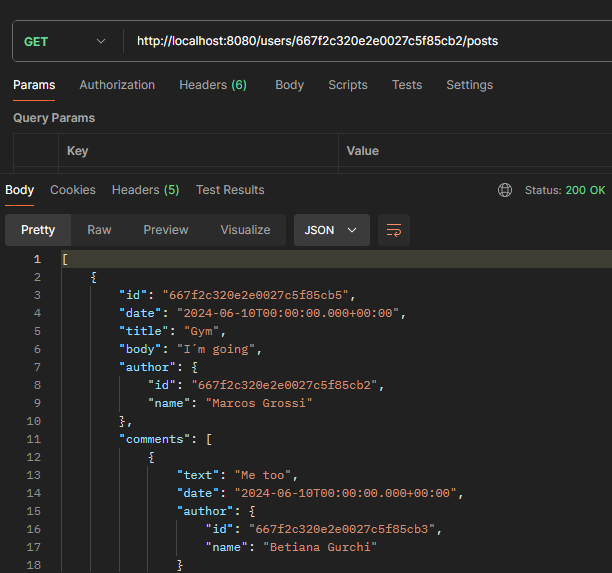 GET http://localhost:8080/users/667f2c320e2e0027c5f85cb2/posts
Params Authorization Headers (6) Body Scripts Tests Settings
Query Params
Key Value
Body Cookies Headers (5) Test Results Status: 200 OK
Pretty Raw Preview Visualize JSON
1 [
2 {
3 "id": "667f2c320e2e0027c5f85cb5",
4 "date": "2024-06-10T00:00:00.000+00:00",
5 "title": "Gym",
6 "body": "I´m going",
7 "author": {
8 "id": "667f2c320e2e0027c5f85cb2",
9 "name": "Marcos Grossi"
10 },
11 "comments": [
12 {
13 "text": "Me too",
14 "date": "2024-06-10T00:00:00.000+00:00",
15 "author": {
16 "id": "667f2c320e2e0027c5f85cb3",
17 "name": "Betiana Gurchi"
18 }